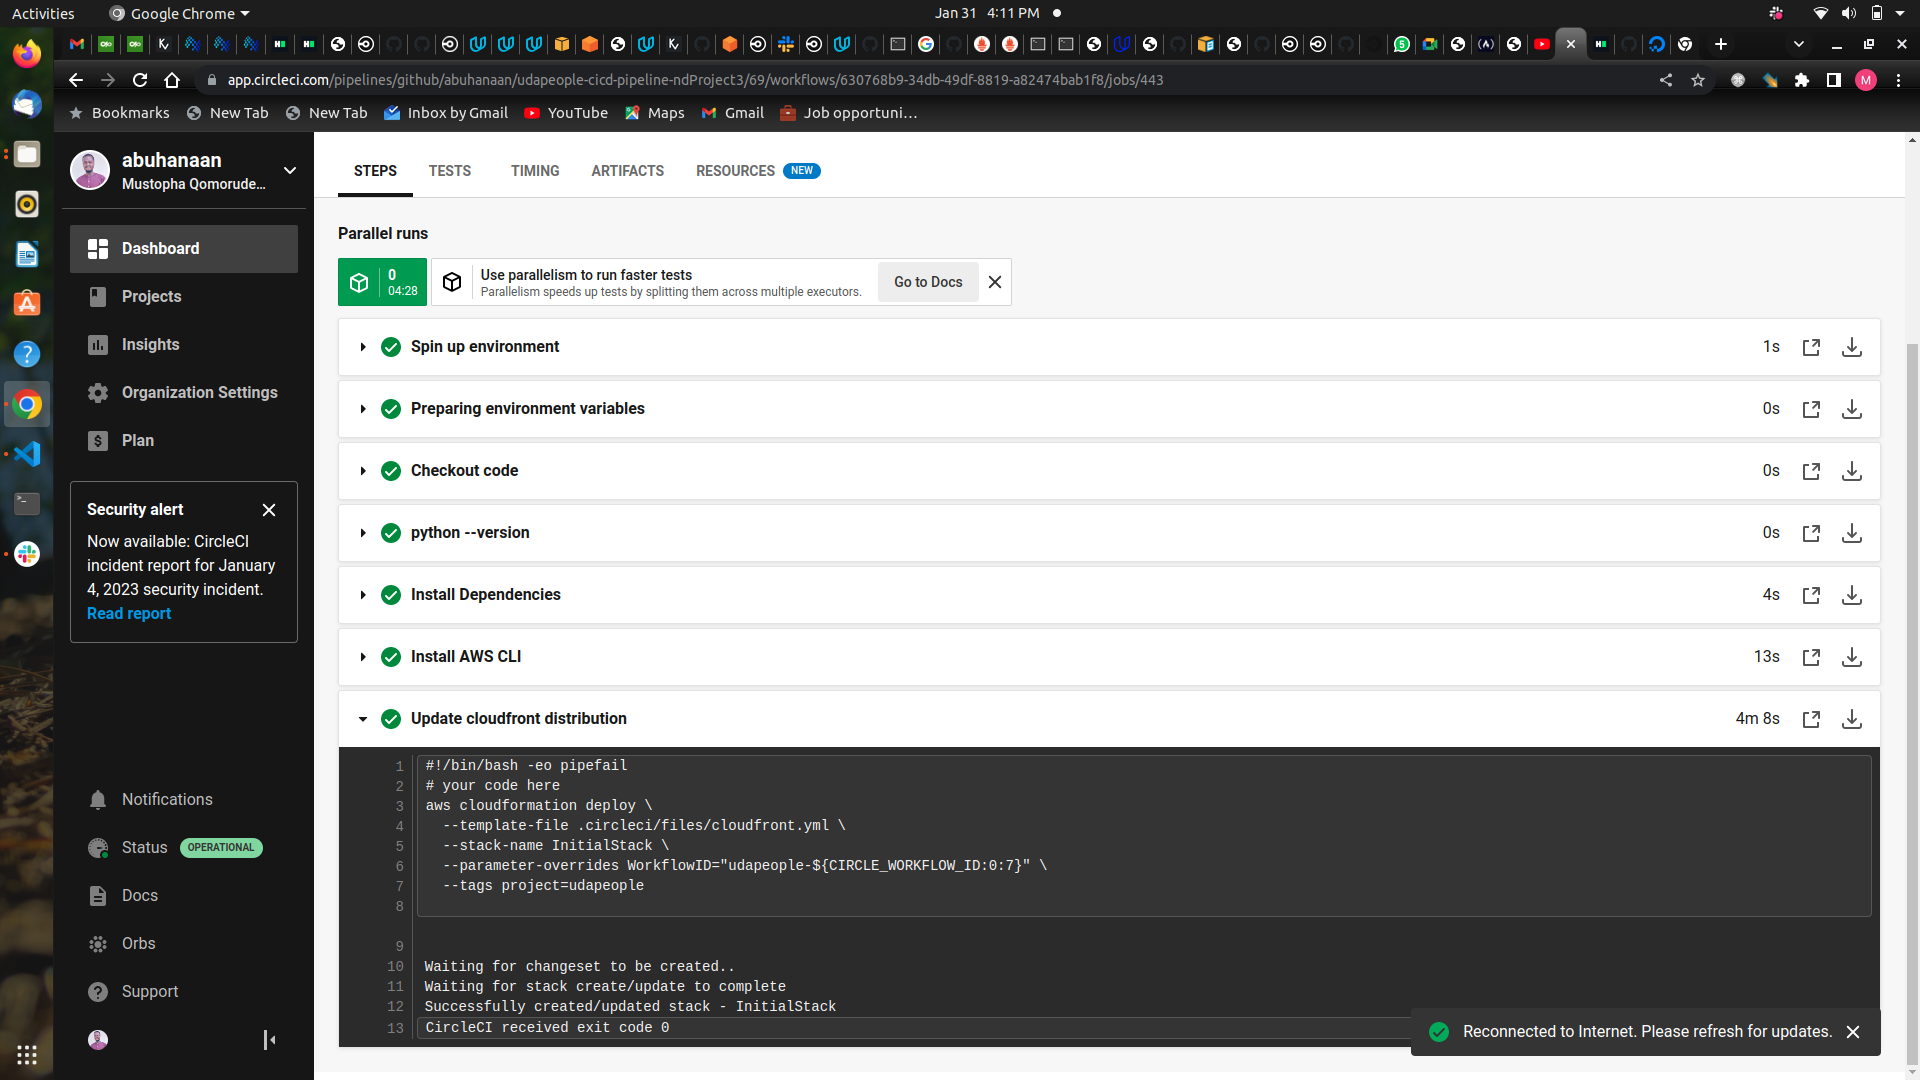 Activities
Google Chrome
Jan 31 4:11 PM
app.circleci.com/pipelines/github/abuhanaan/udapeople-cicd-pipeline-ndProject3/69/workflows/630768b9-34db-49df-8819-a82474bab1f8/jobs/443
M
Bookmarks
New Tab
New Tab
Inbox by Gmail
YouTube
Maps
Gmail
Job opportuni…
abuhanaan
Mustopha Qomorude...
Dashboard
Projects
Insights
Organization Settings
Plan
Security alert
Now available: CircleCI
incident report for January
4, 2023 security incident.
Read report
Notifications
Status OPERATIONAL
Docs
Orbs
Support
STEPS
TESTS
TIMING
ARTIFACTS
RESOURCES NEW
Parallel runs
0
04:28
Use parallelism to run faster tests
Parallelism speeds up tests by splitting them across multiple executors.
Go to Docs
Spin up environment 1s
Preparing environment variables 0s
Checkout code 0s
python --version 0s
Install Dependencies 4s
Install AWS CLI 13s
Update cloudfront distribution 4m 8s
1 #!/bin/bash -eo pipefail
2 # your code here
3 aws cloudformation deploy \
4 --template-file .circleci/files/cloudfront.yml \
5 --stack-name InitialStack \
6 --parameter-overrides WorkflowID="udapeople-${CIRCLE_WORKFLOW_ID:0:7}" \
7 --tags project=udapeople
8
9
10 Waiting for changeset to be created..
11 Waiting for stack create/update to complete
12 Successfully created/updated stack - InitialStack
13 CircleCI received exit code 0
Reconnected to Internet. Please refresh for updates.